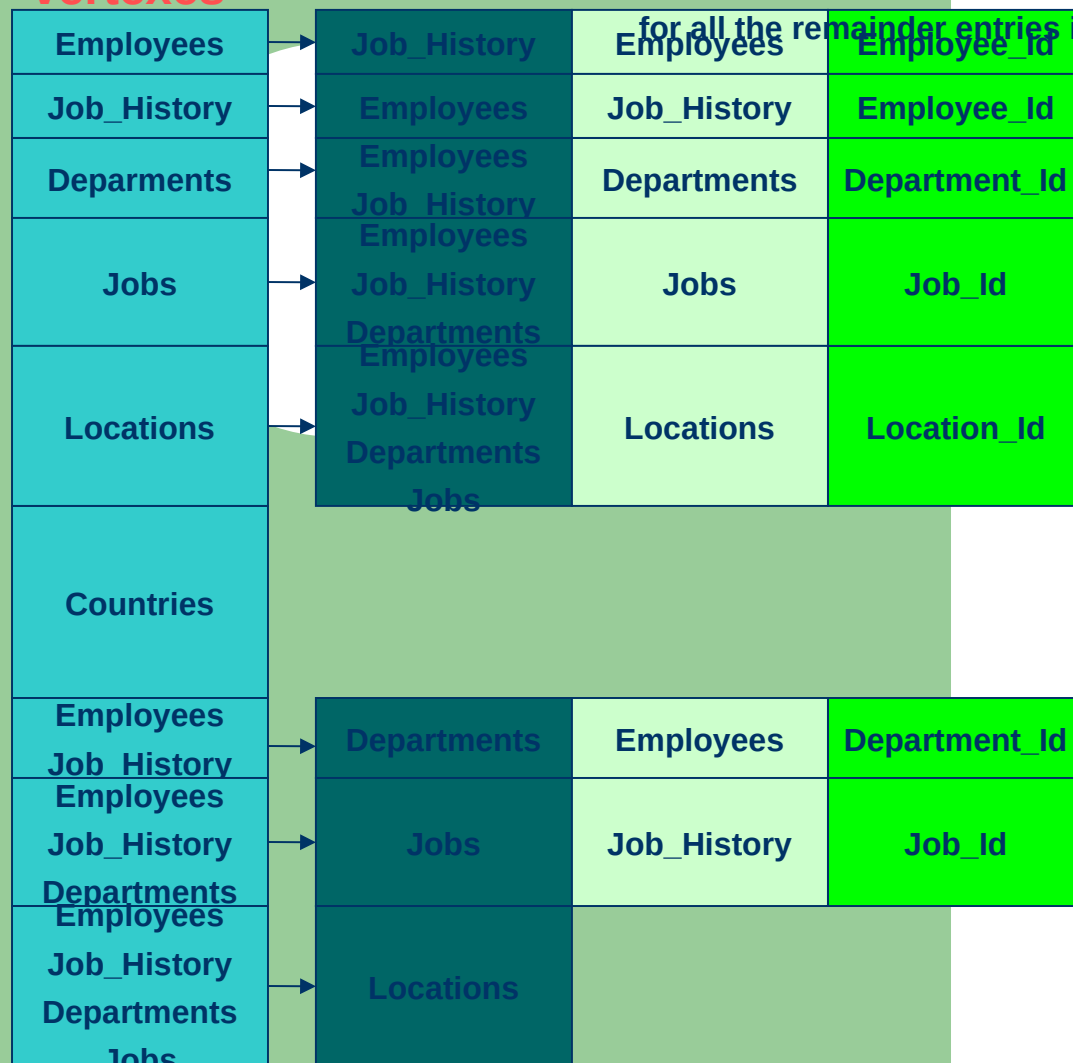 Vertexes
for all the remainder entries
Employees Job_History Employees Employee_Id
Job_History Employees Job_History Employee_Id
Deparments Employees Departments Department_Id
Job_History
Employees
Jobs Job_History Jobs Job_Id
Departments
Employees
Job_History
Locations Locations Location_Id
Departments
Jobs
Countries
Employees Departments Employees Department_Id
Job_History
Employees
Job_History Jobs Job_History Job_Id
Departments
Employees
Job_History
Locations
Departments
Jobs